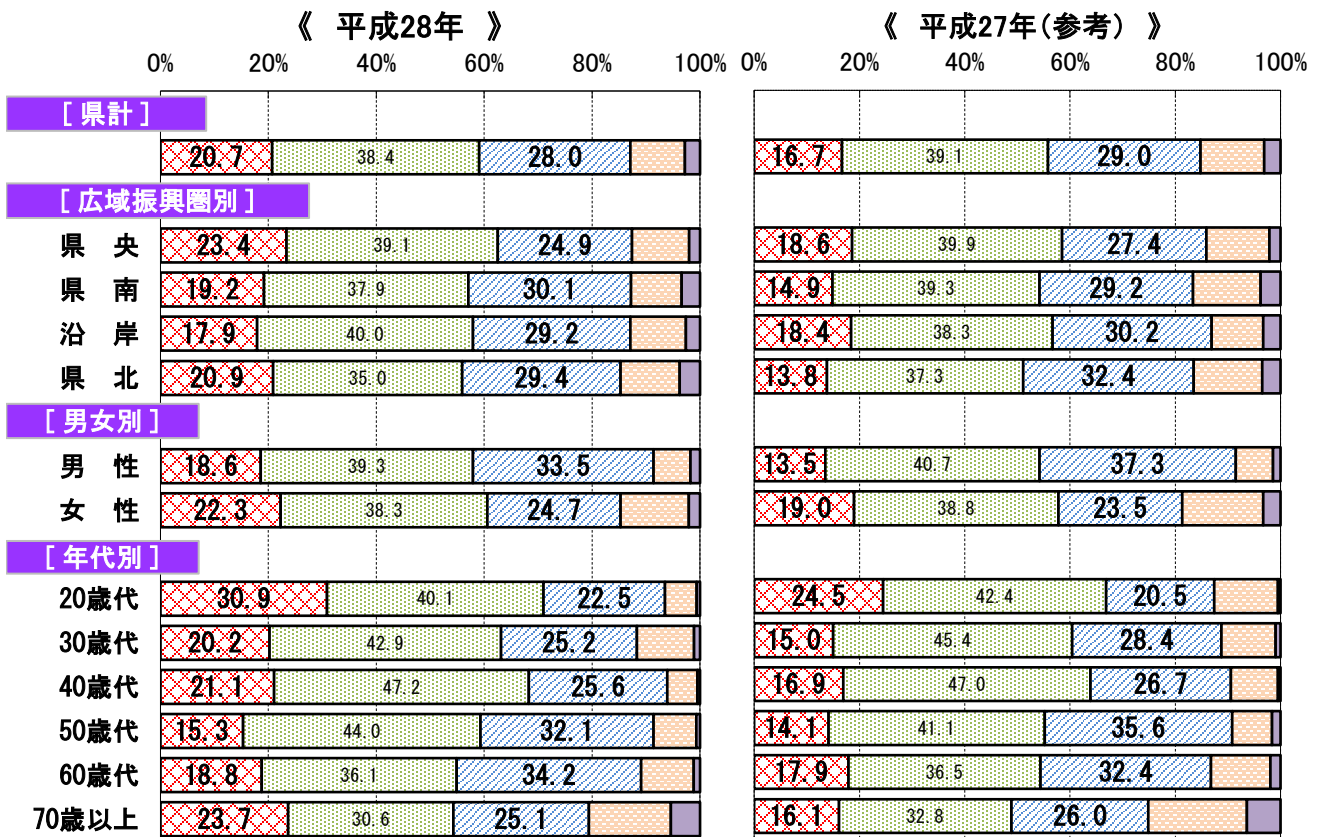 《 平成28年 》 《 平成27年(参考) 》
0% 20% 40% 60% 80% 100% 0% 20% 40% 60% 80% 100%
[ 県計 ]
20.7 38.4 28.0 16.7 39.1 29.0
[ 広域振興圏別 ]
県 央 23.4 39.1 24.9 18.6 39.9 27.4
県 南 19.2 37.9 30.1 14.9 39.3 29.2
沿 岸 17.9 40.0 29.2 18.4 38.3 30.2
県 北 20.9 35.0 29.4 13.8 37.3 32.4
[ 男女別 ]
男 性 18.6 39.3 33.5 13.5 40.7 37.3
女 性 22.3 38.3 24.7 19.0 38.8 23.5
[ 年代別 ]
20歳代 30.9 40.1 22.5 24.5 42.4 20.5
30歳代 20.2 42.9 25.2 15.0 45.4 28.4
40歳代 21.1 47.2 25.6 16.9 47.0 26.7
50歳代 15.3 44.0 32.1 14.1 41.1 35.6
60歳代 18.8 36.1 34.2 17.9 36.5 32.4
70歳以上 23.7 30.6 25.1 16.1 32.8 26.0